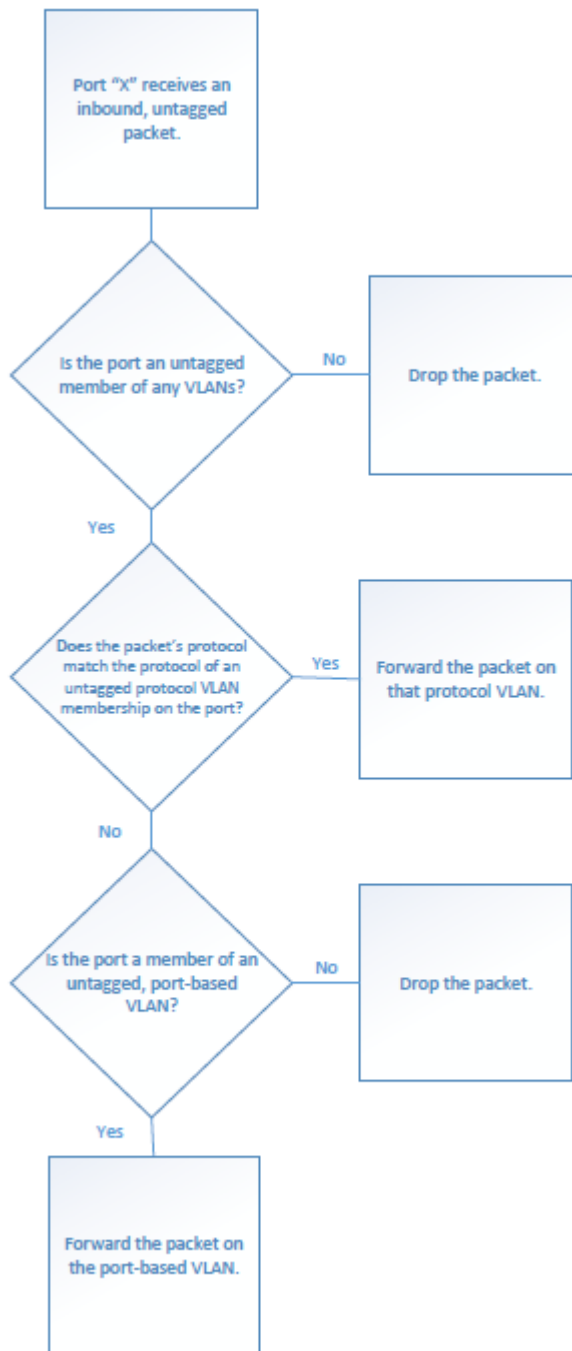 Port “X” receives an
inbound, untagged
packet.
Is the port an untagged
member of any VLANs?
No
Drop the packet.
Yes
Does the packet’s protocol
match the protocol of an
untagged protocol VLAN
membership on the port?
Yes
Forward the packet on
that protocol VLAN.
No
Is the port a member of an
untagged, port-based
VLAN?
No
Drop the packet.
Yes
Forward the packet on
the port-based VLAN.